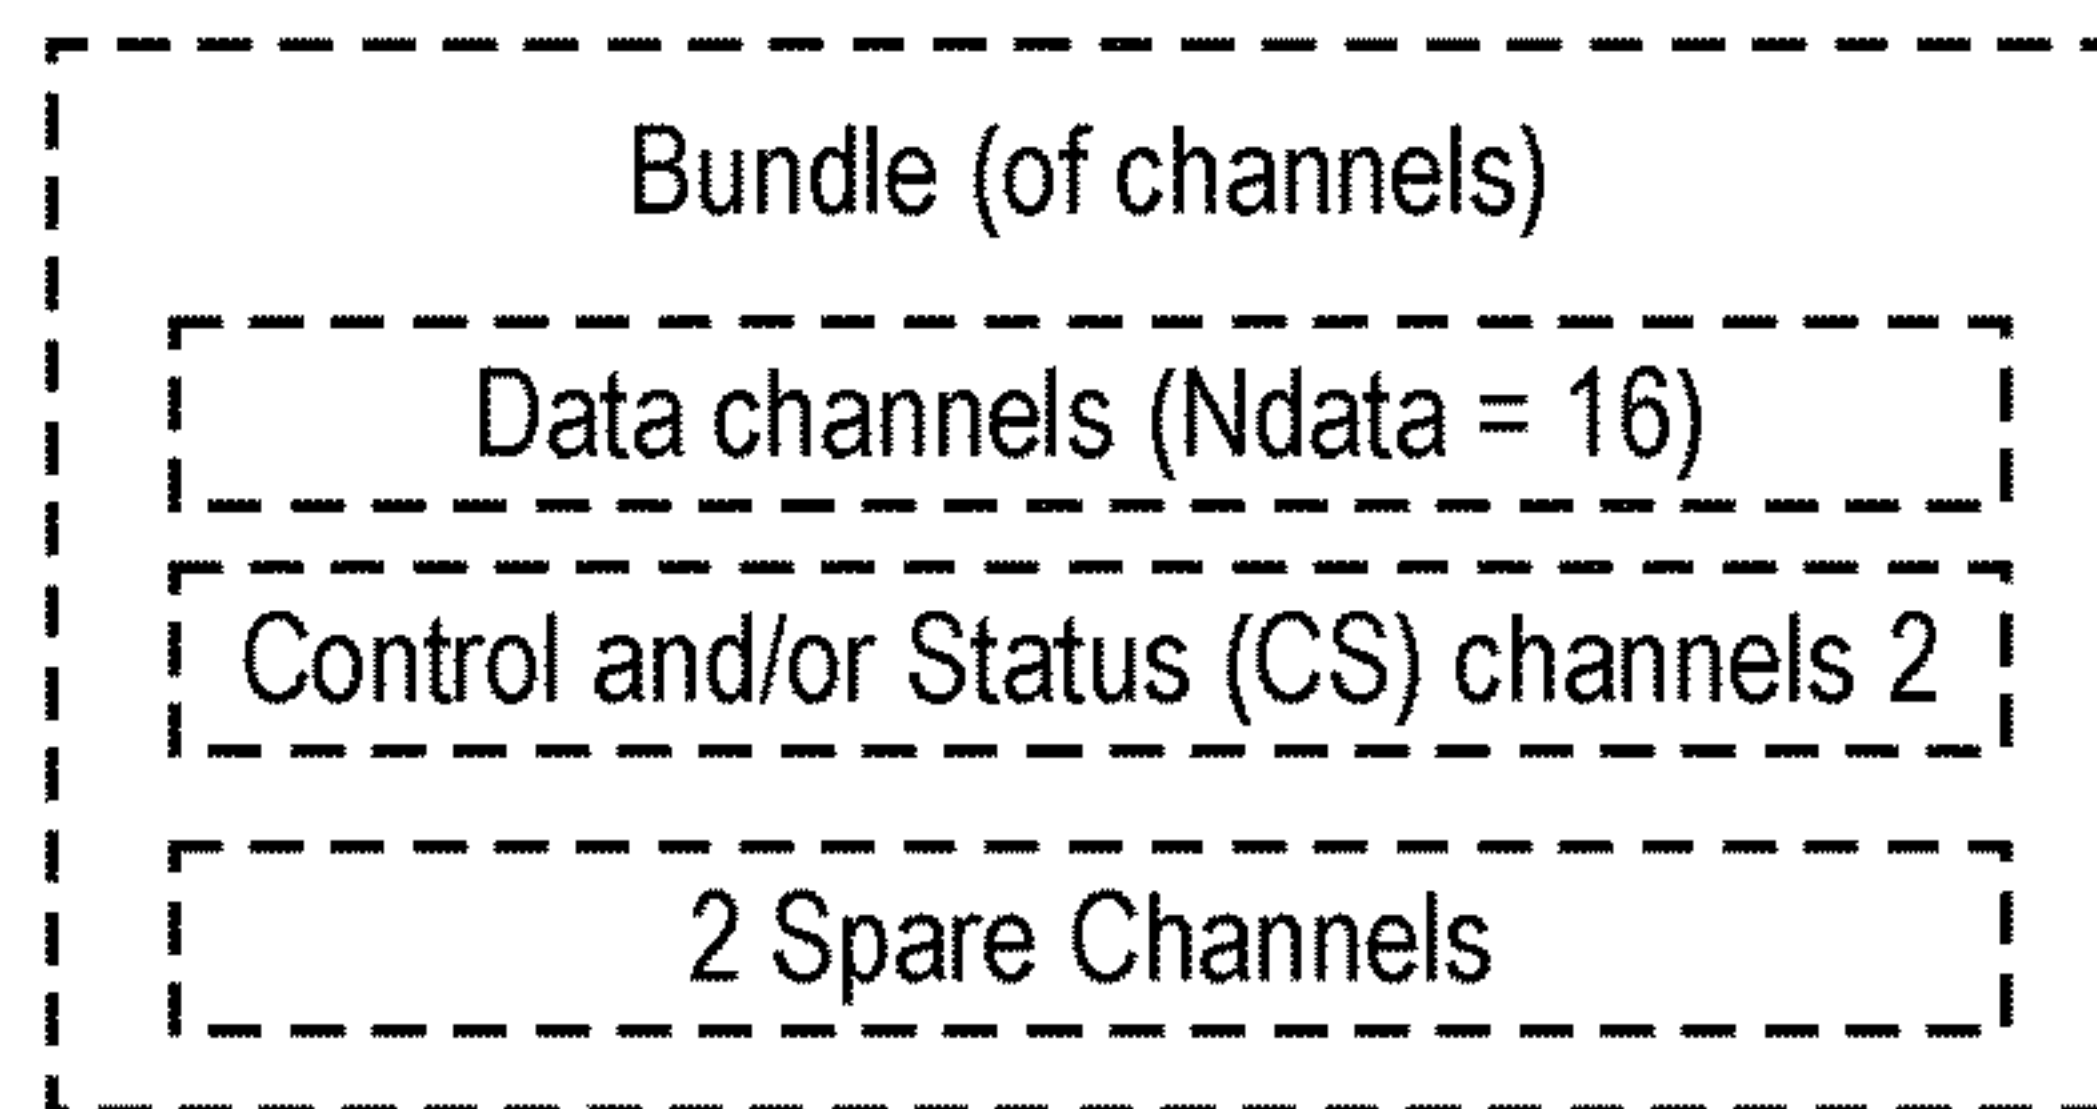 Bundle (of channels)
Data channels (Ndata = 16)
Control and/or Status (CS) channels 2
2 Spare Channels